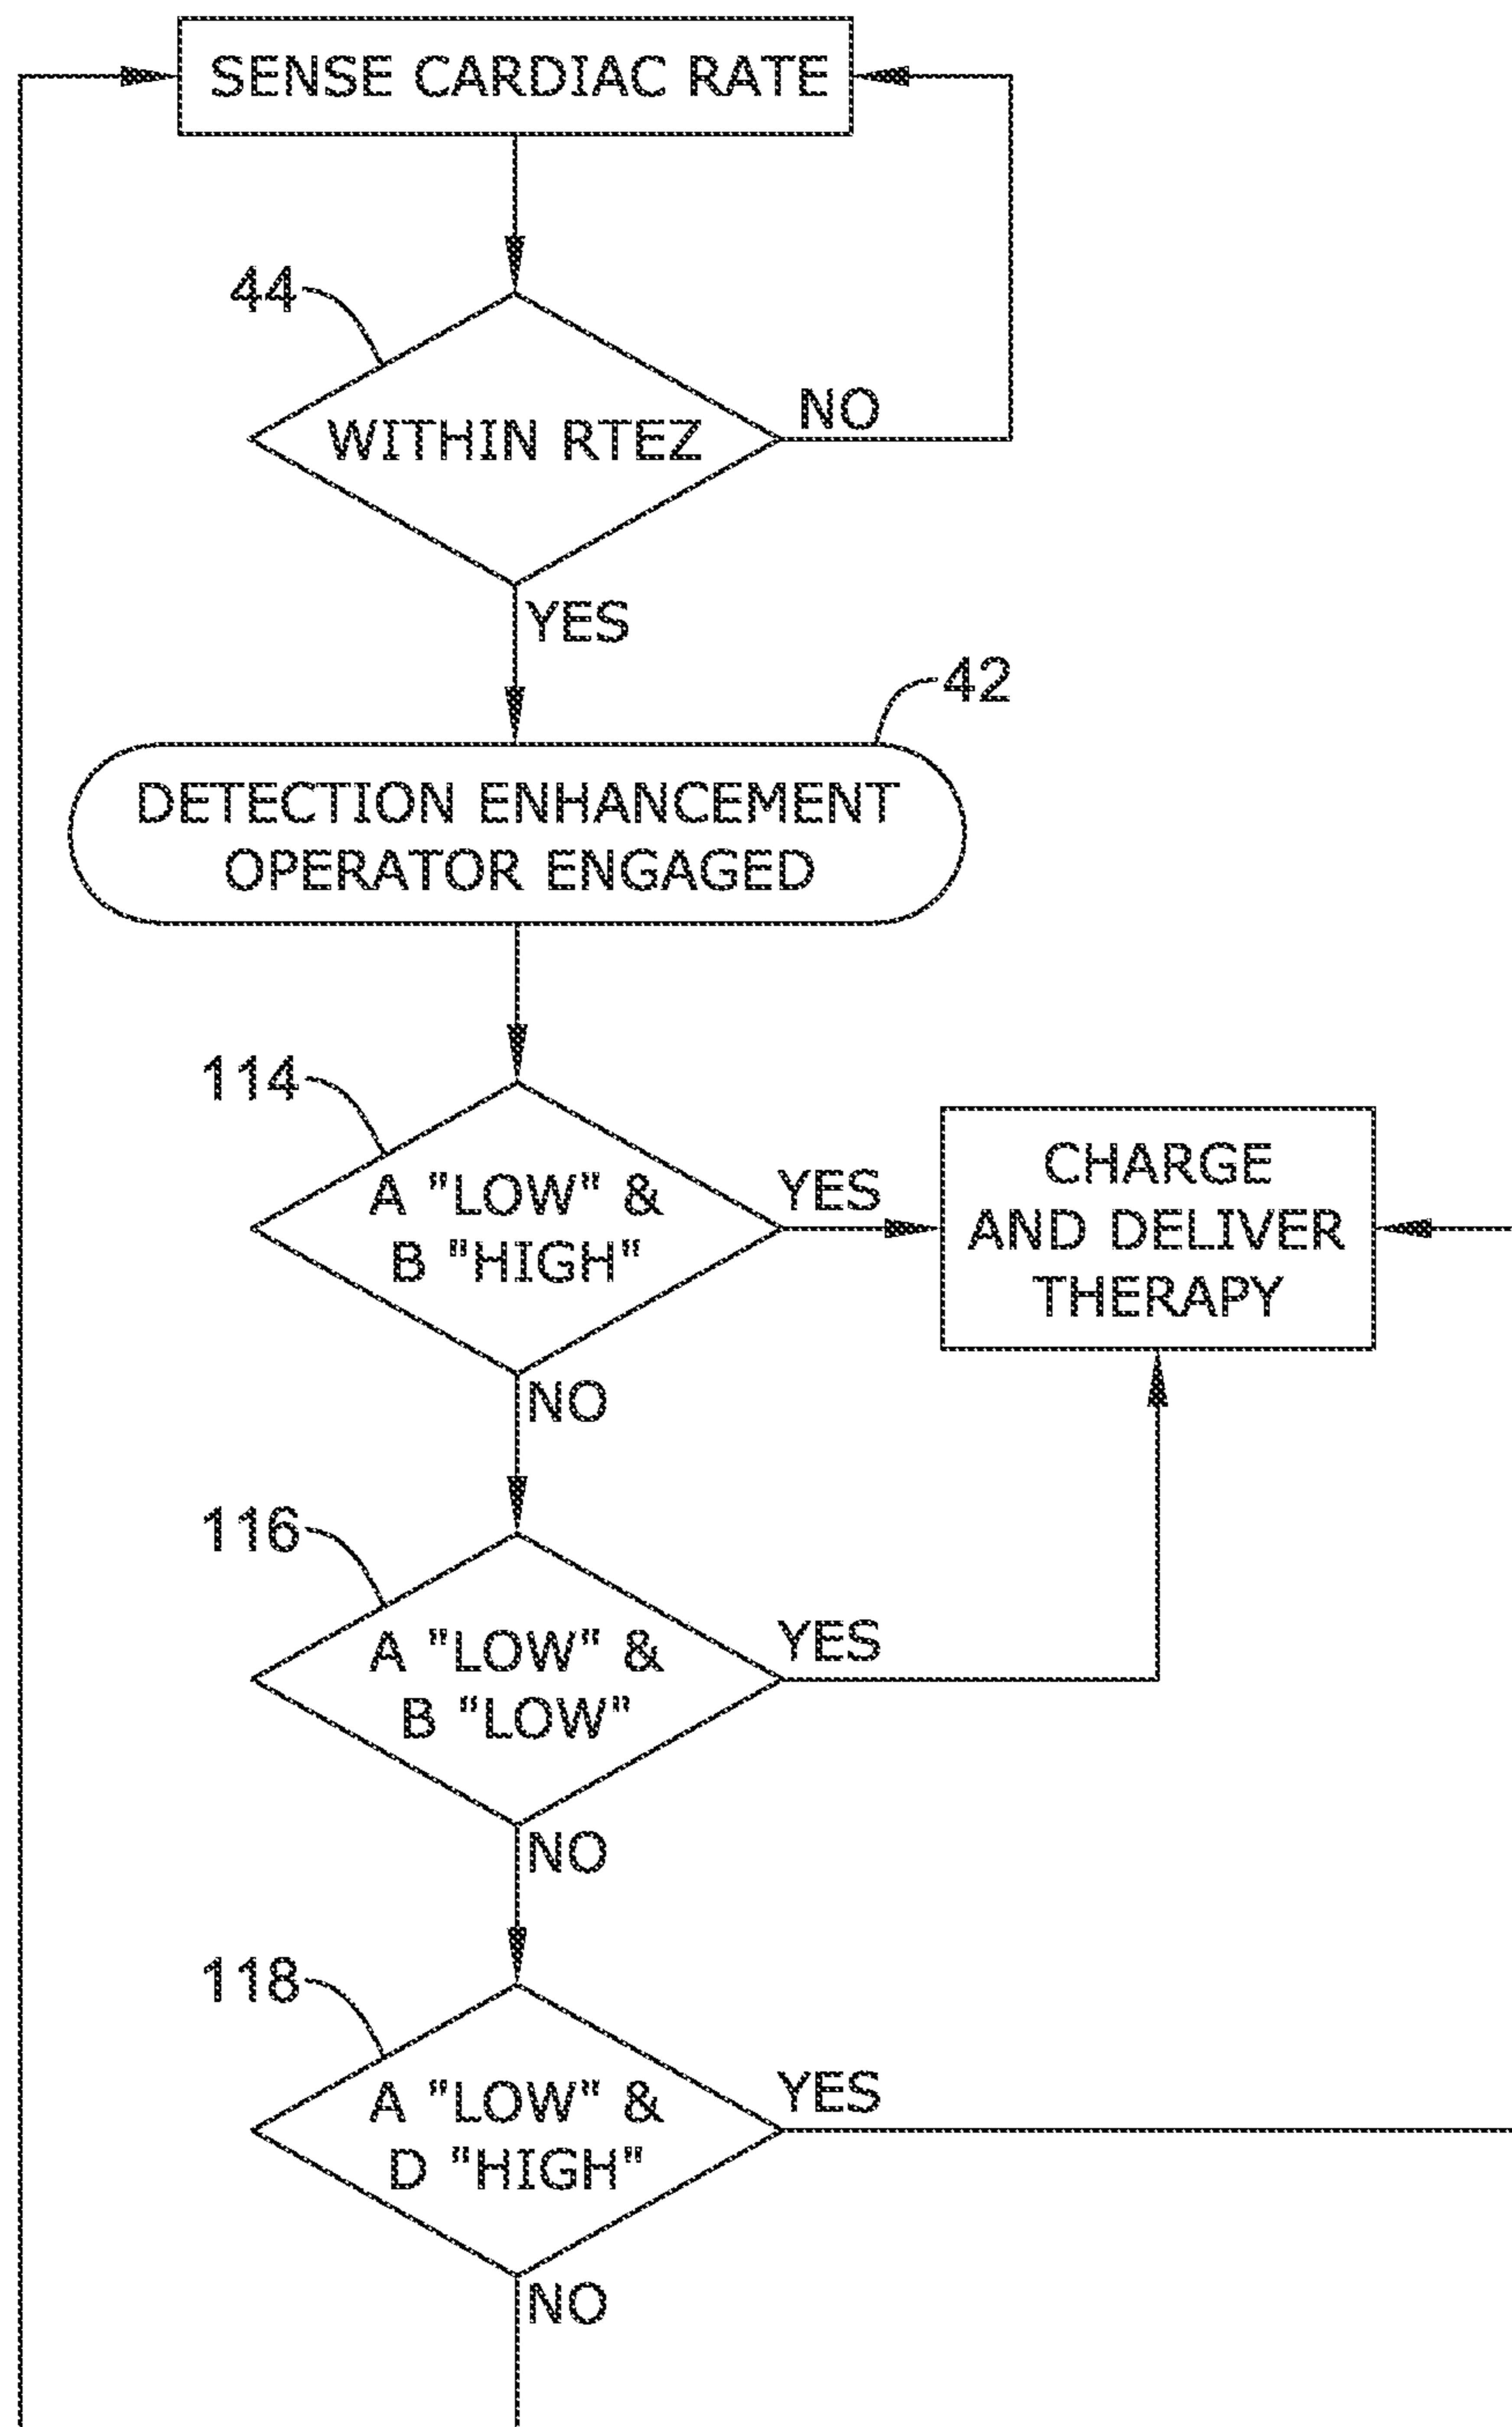 SENSE CARDIAC RATE
44
WITHIN RTEZ
NO
YES
42
DETECTION ENHANCEMENT
OPERATOR ENGAGED
114
A "LOW" &
B "HIGH"
YES
CHARGE
AND DELIVER
THERAPY
NO
116
A "LOW" &
B "LOW"
YES
NO
118
A "LOW" &
D "HIGH"
YES
NO